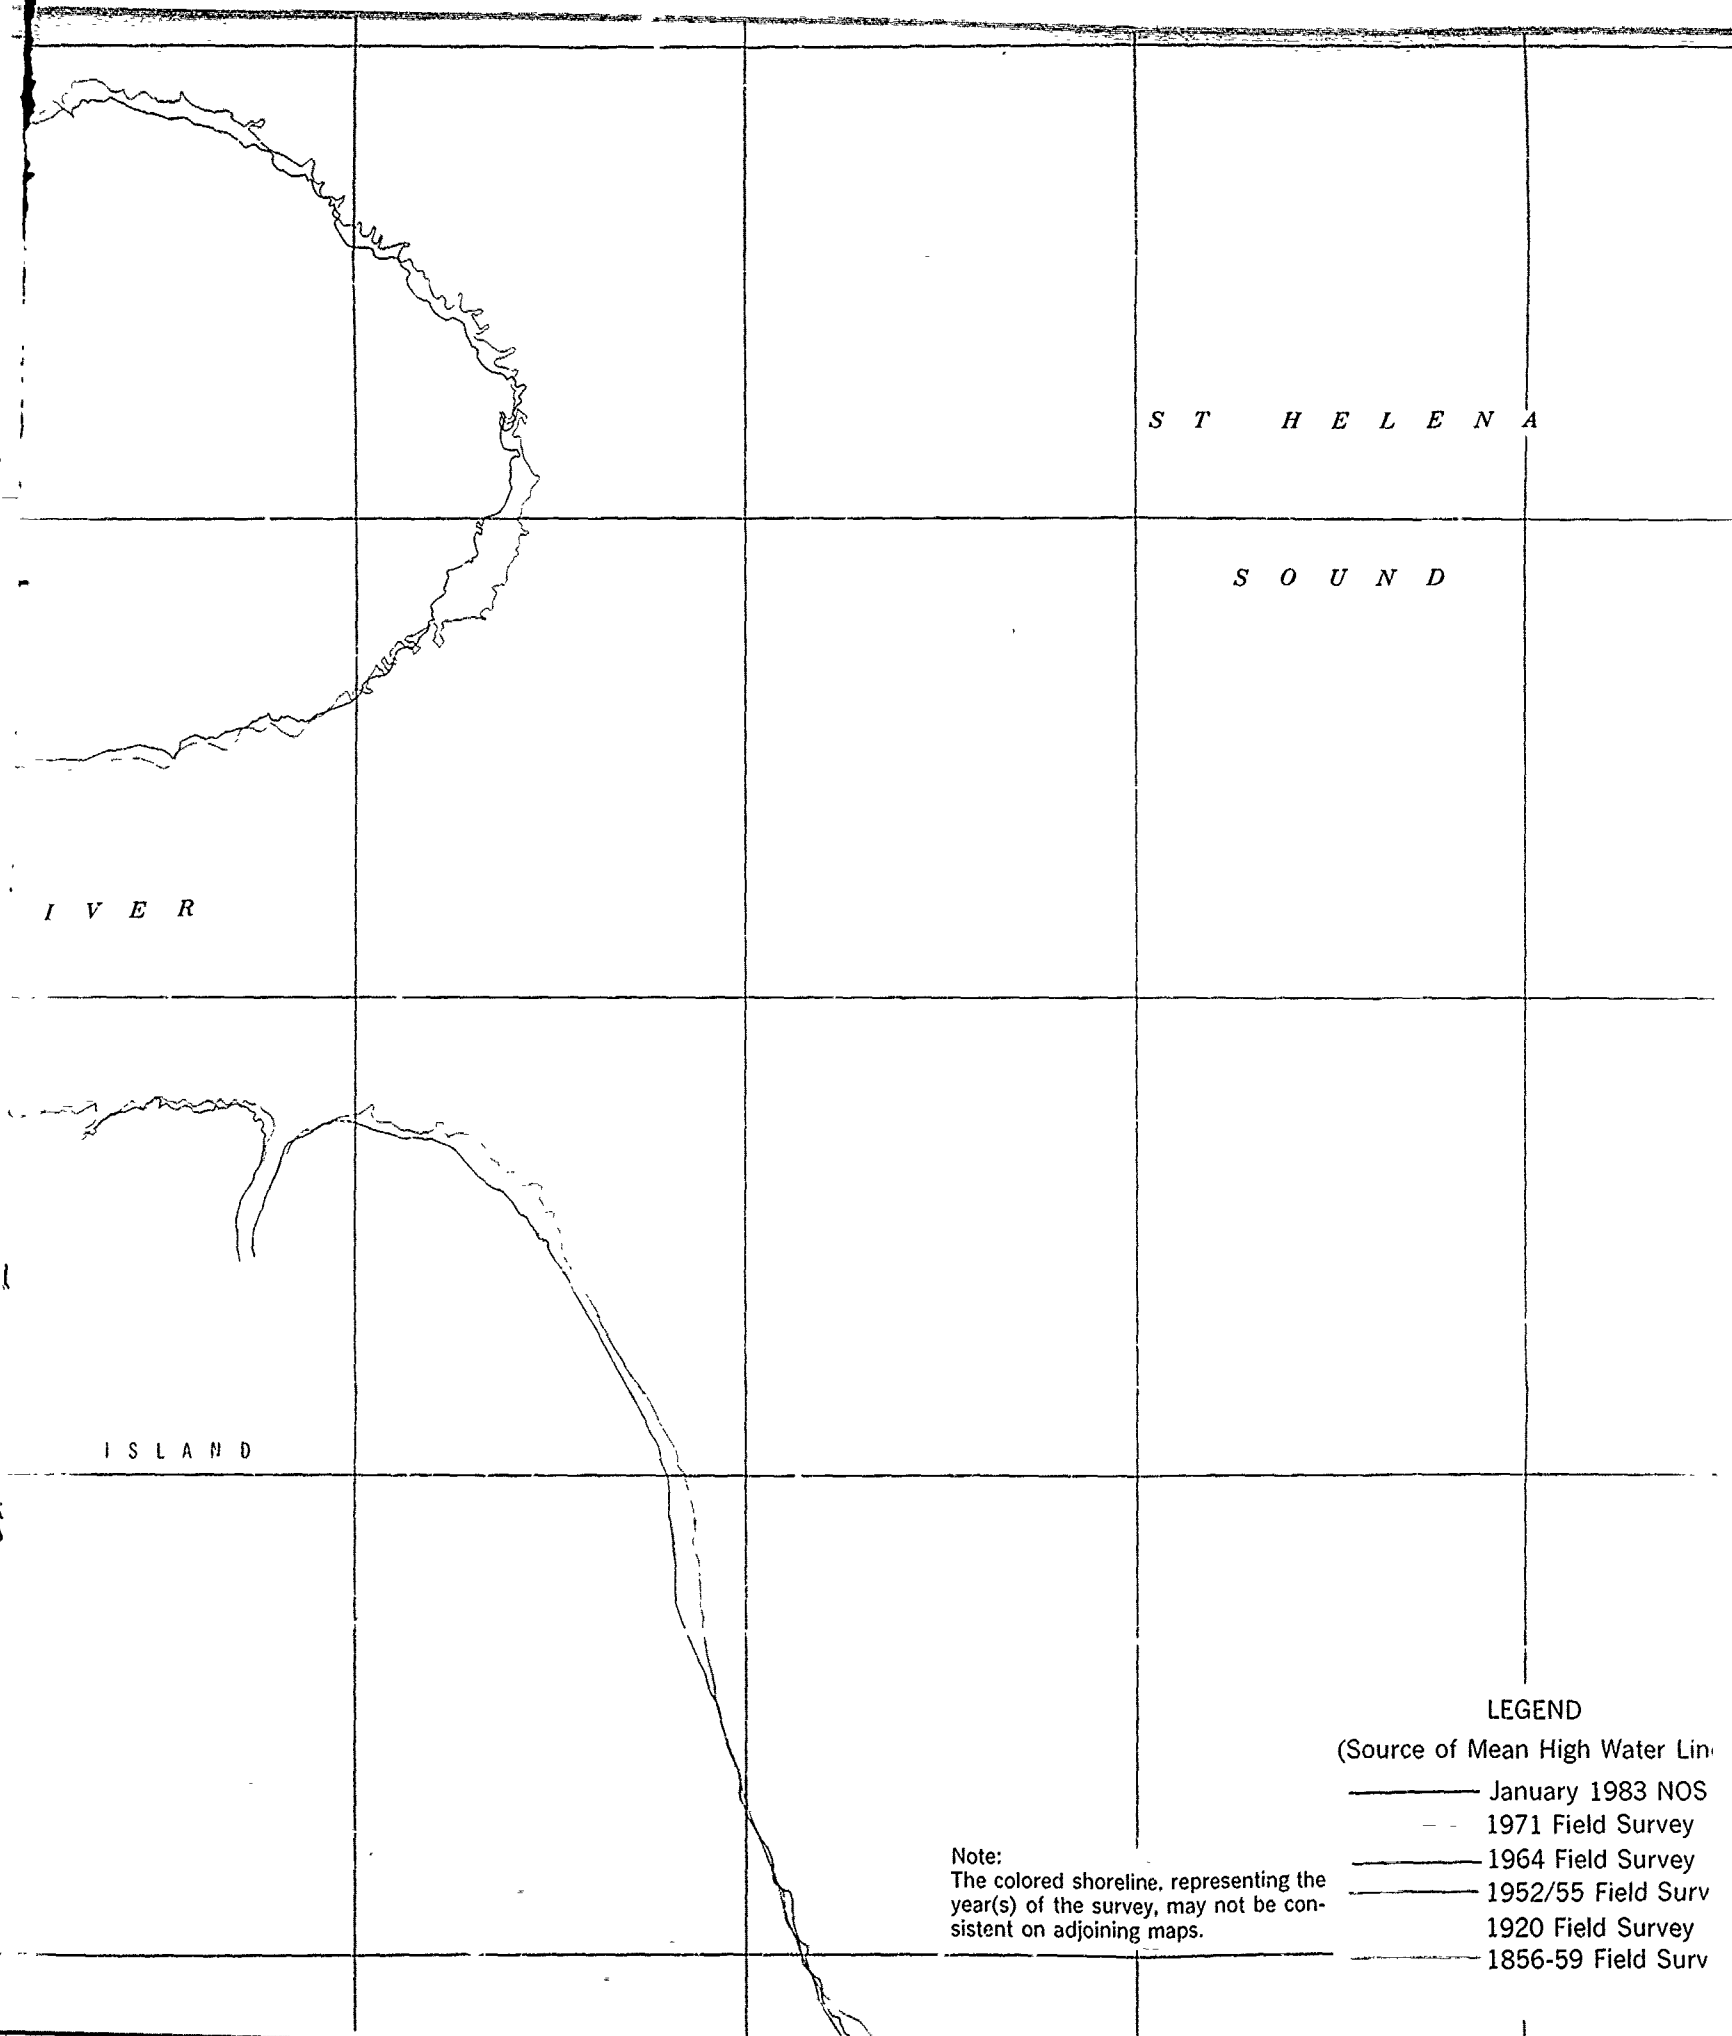 S T   H E L E N A
S O U N D
I V E R
I S L A N D
LEGEND
(Source of Mean High Water Lin
January 1983 NOS
1971 Field Survey
1964 Field Survey
1952/55 Field Surv
1920 Field Survey
1856-59 Field Surv
Note:
The colored shoreline, representing the
year(s) of the survey, may not be con-
sistent on adjoining maps.